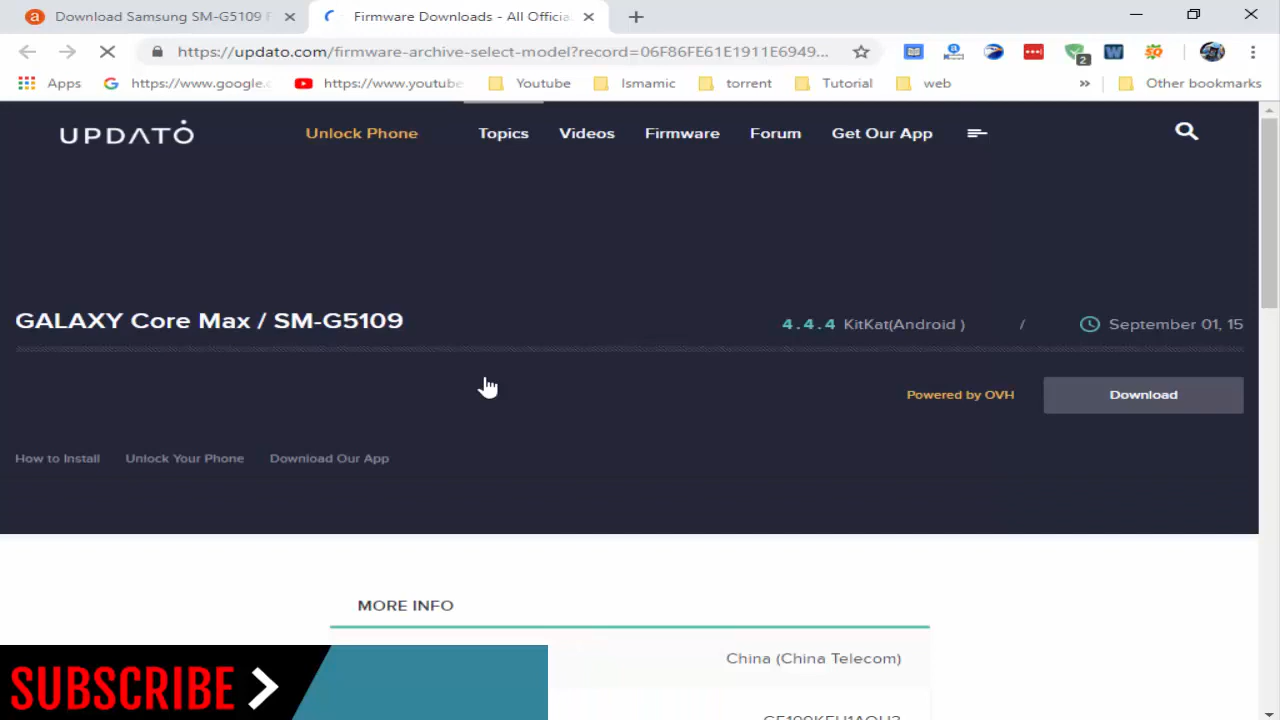 Download Samsung SM-G5109 F
Firmware Downloads - All Officia
https://updato.com/firmware-archive-select-model?record=06F86FE61E1911E6949...
2
Apps
https://www.google.c
https://www.youtube
Youtube
Ismamic
torrent
Tutorial
web
»
Other bookmarks
UPDATO
Unlock Phone
Topics
Videos
Firmware
Forum
Get Our App
GALAXY Core Max / SM-G5109
4.4.4 KitKat(Android )
/
September 01, 15
Powered by OVH
Download
How to Install
Unlock Your Phone
Download Our App
MORE INFO
China (China Telecom)
SUBSCRIBE